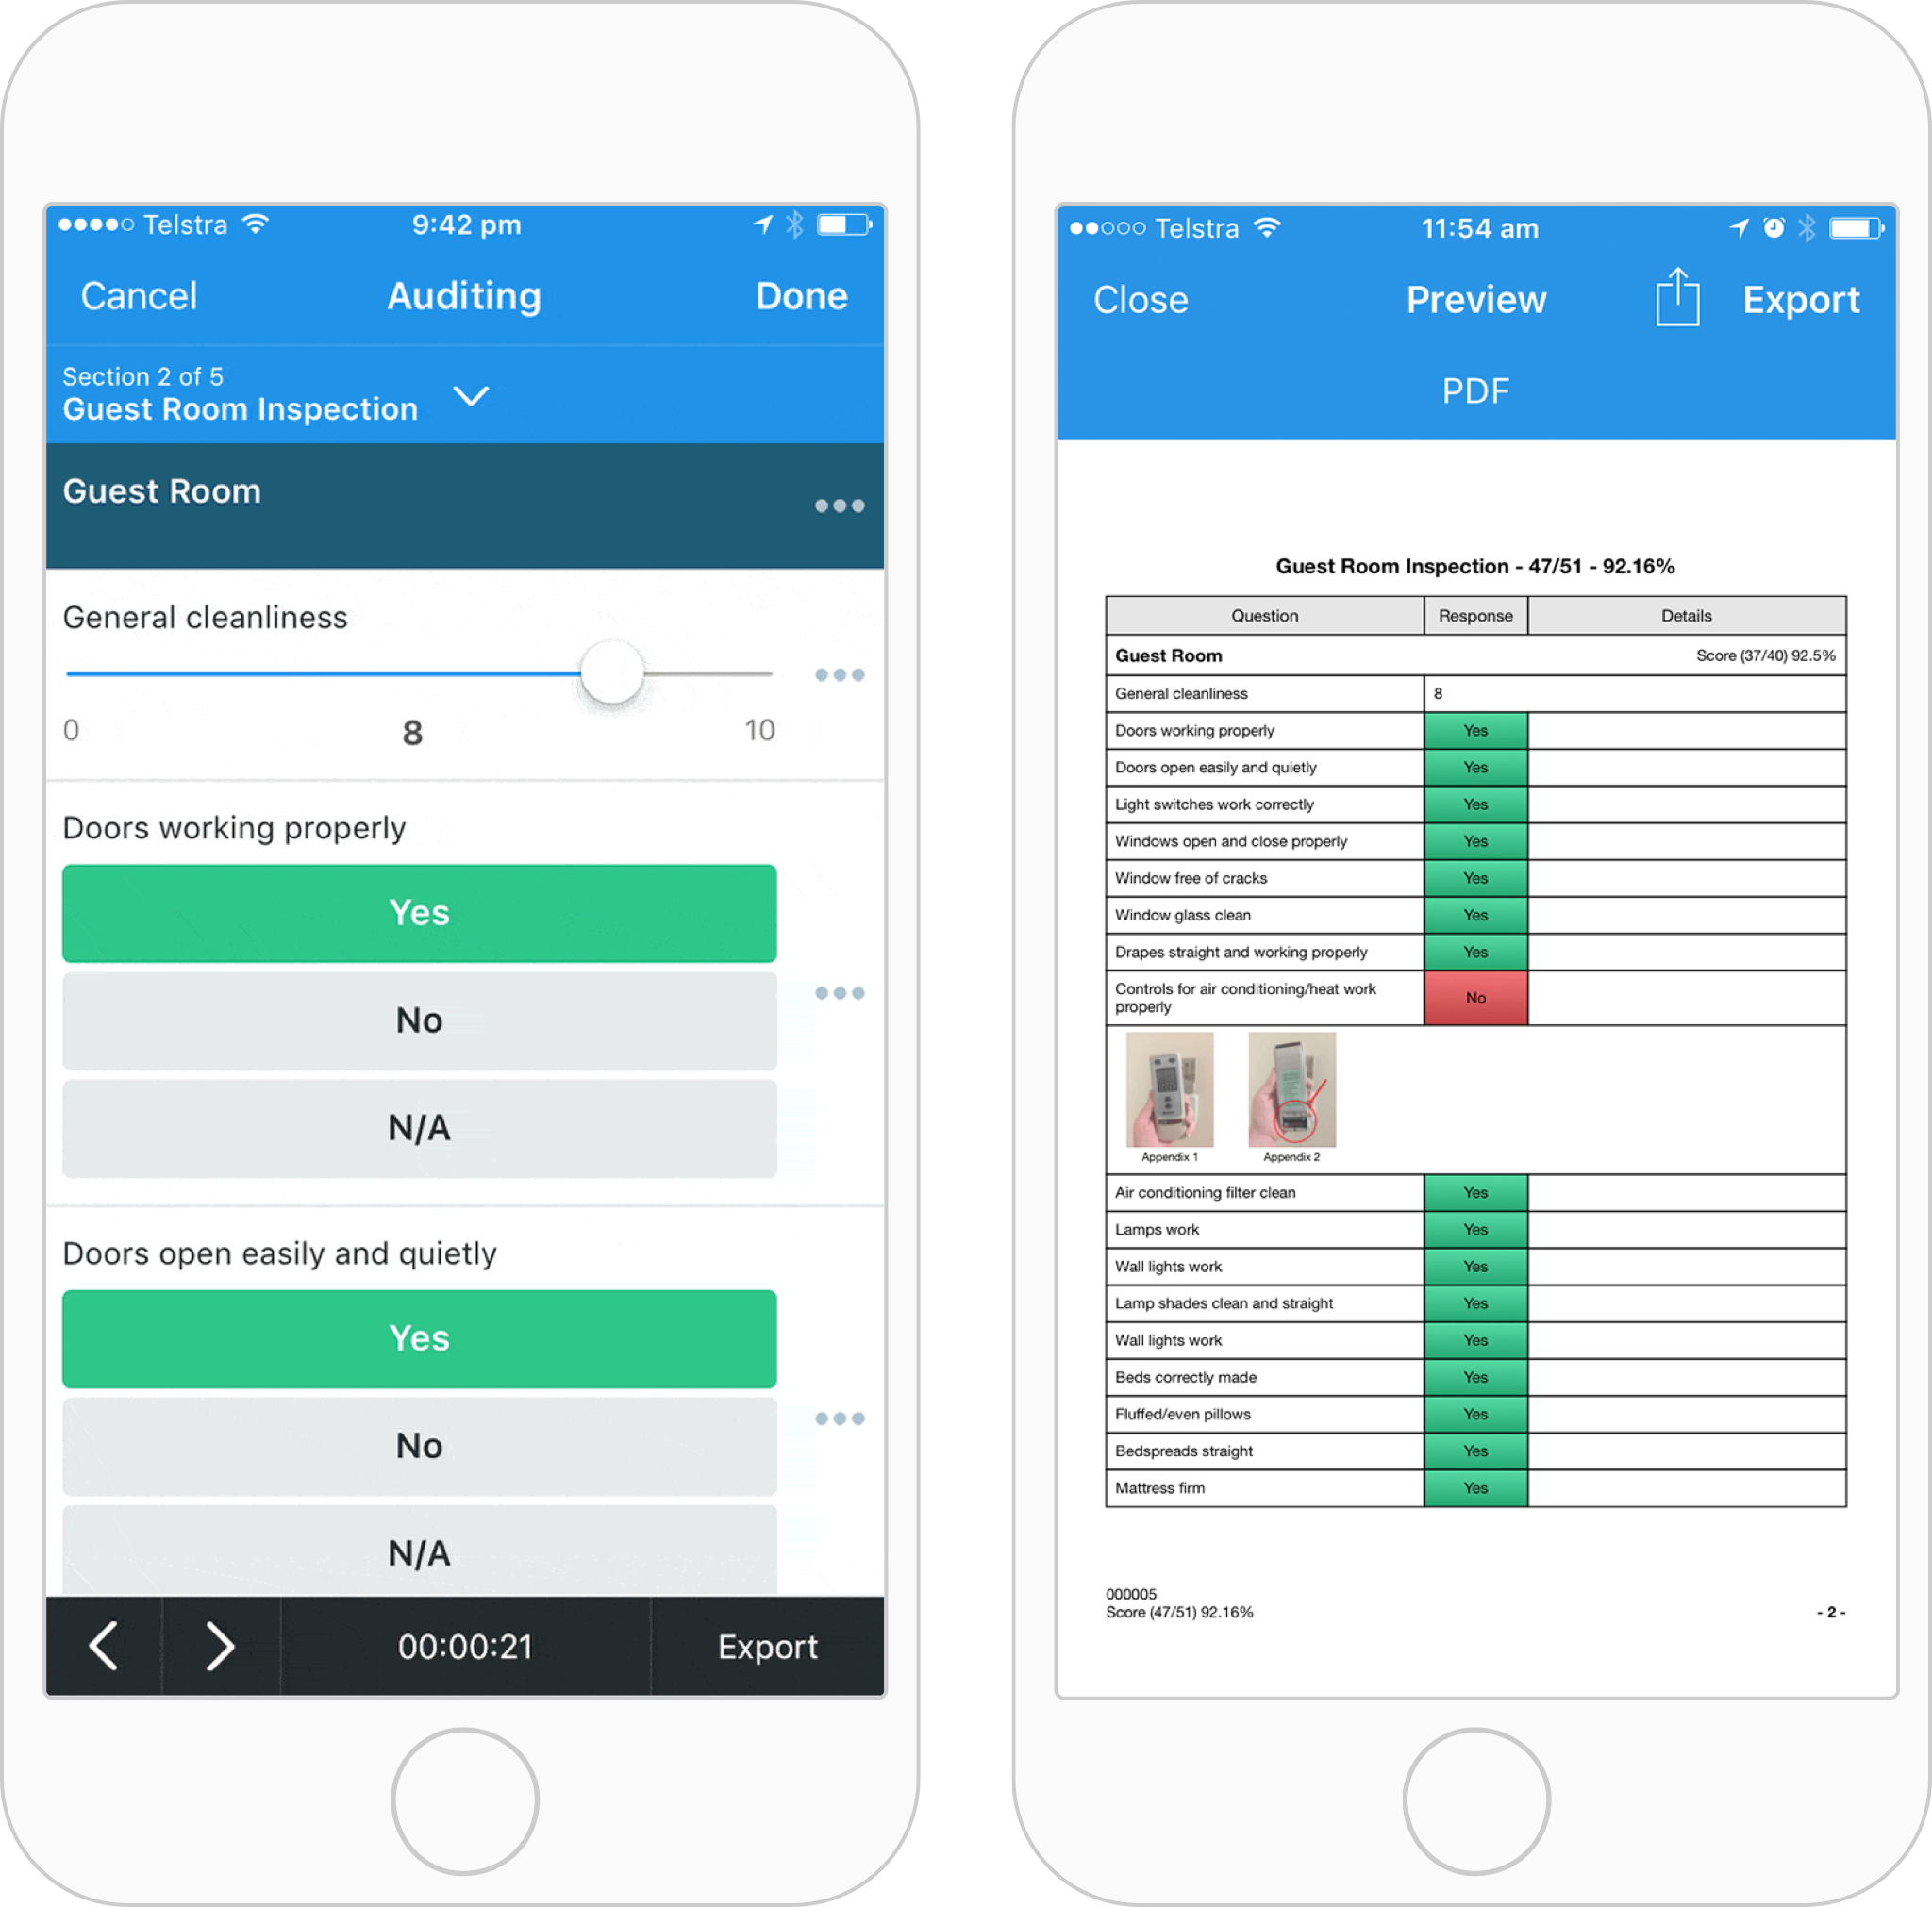 Telstra 9:42 pm
Cancel Auditing Done
Section 2 of 5
Guest Room Inspection
Guest Room
General cleanliness
0 8 10
Doors working properly
Yes
No
N/A
Doors open easily and quietly
Yes
No
N/A
00:00:21 Export
Telstra 11:54 am
Close Preview Export
PDF
Guest Room Inspection - 47/51 - 92.16%
Question Response Details
Guest Room Score (37/40) 92.5%
General cleanliness 8
Doors working properly Yes
Doors open easily and quietly Yes
Light switches work correctly Yes
Windows open and close properly Yes
Window free of cracks Yes
Window glass clean Yes
Drapes straight and working properly Yes
Controls for air conditioning/heat work
properly No
Appendix 1 Appendix 2
Air conditioning filter clean Yes
Lamps work Yes
Wall lights work Yes
Lamp shades clean and straight Yes
Wall lights work Yes
Beds correctly made Yes
Fluffed/even pillows Yes
Bedspreads straight Yes
Mattress firm Yes
000005
Score (47/51) 92.16% - 2 -